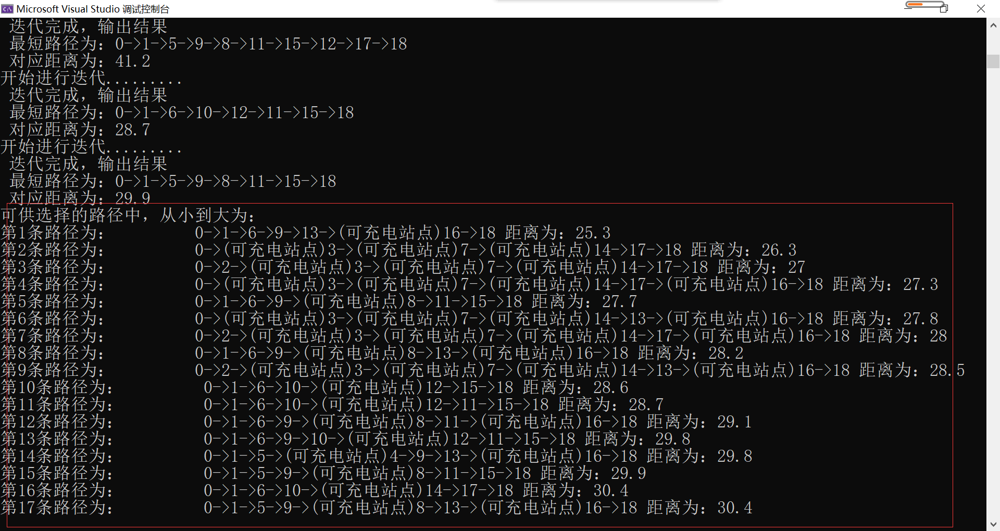 Microsoft Visual Studio 调试控制台
迭代完成，输出结果
最短路径为：0->1->5->9->8->11->15->12->17->18
对应距离为：41.2
开始进行迭代.........
迭代完成，输出结果
最短路径为：0->1->6->10->12->11->15->18
对应距离为：28.7
开始进行迭代.........
迭代完成，输出结果
最短路径为：0->1->5->9->8->11->15->18
对应距离为：29.9
可供选择的路径中，从小到大为：
第1条路径为： 0->1->6->9->13->(可充电站点)16->18 距离为：25.3
第2条路径为： 0->(可充电站点)3->(可充电站点)7->(可充电站点)14->17->18 距离为：26.3
第3条路径为： 0->2->(可充电站点)3->(可充电站点)7->(可充电站点)14->17->18 距离为：27
第4条路径为： 0->(可充电站点)3->(可充电站点)7->(可充电站点)14->17->(可充电站点)16->18 距离为：27.3
第5条路径为： 0->1->6->9->(可充电站点)8->11->15->18 距离为：27.7
第6条路径为： 0->(可充电站点)3->(可充电站点)7->(可充电站点)14->13->(可充电站点)16->18 距离为：27.8
第7条路径为： 0->2->(可充电站点)3->(可充电站点)7->(可充电站点)14->17->(可充电站点)16->18 距离为：28
第8条路径为： 0->1->6->9->(可充电站点)8->13->(可充电站点)16->18 距离为：28.2
第9条路径为： 0->2->(可充电站点)3->(可充电站点)7->(可充电站点)14->13->(可充电站点)16->18 距离为：28.5
第10条路径为： 0->1->6->10->(可充电站点)12->15->18 距离为：28.6
第11条路径为： 0->1->6->10->(可充电站点)12->11->15->18 距离为：28.7
第12条路径为： 0->1->6->9->(可充电站点)8->11->(可充电站点)16->18 距离为：29.1
第13条路径为： 0->1->6->9->10->(可充电站点)12->11->15->18 距离为：29.8
第14条路径为： 0->1->5->(可充电站点)4->9->13->(可充电站点)16->18 距离为：29.8
第15条路径为： 0->1->5->9->(可充电站点)8->11->15->18 距离为：29.9
第16条路径为： 0->1->6->10->(可充电站点)14->17->18 距离为：30.4
第17条路径为： 0->1->5->9->(可充电站点)8->13->(可充电站点)16->18 距离为：30.4